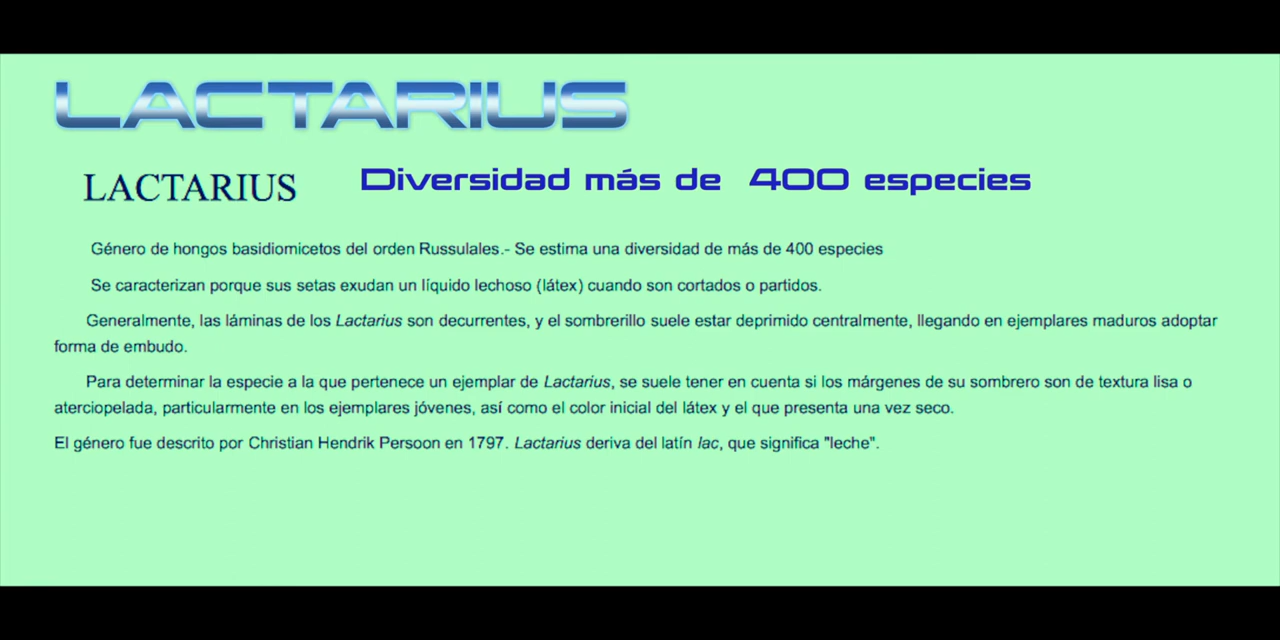 LACTARIUS
LACTARIUS Diversidad más de 400 especies
Género de hongos basidiomicetos del orden Russulales.- Se estima una diversidad de más de 400 especies
Se caracterizan porque sus setas exudan un líquido lechoso (látex) cuando son cortados o partidos.
Generalmente, las láminas de los Lactarius son decurrentes, y el sombrerillo suele estar deprimido centralmente, llegando en ejemplares maduros adoptar
forma de embudo.
Para determinar la especie a la que pertenece un ejemplar de Lactarius, se suele tener en cuenta si los márgenes de su sombrero son de textura lisa o
aterciopelada, particularmente en los ejemplares jóvenes, así como el color inicial del látex y el que presenta una vez seco.
El género fue descrito por Christian Hendrik Persoon en 1797. Lactarius deriva del latín lac, que significa "leche".